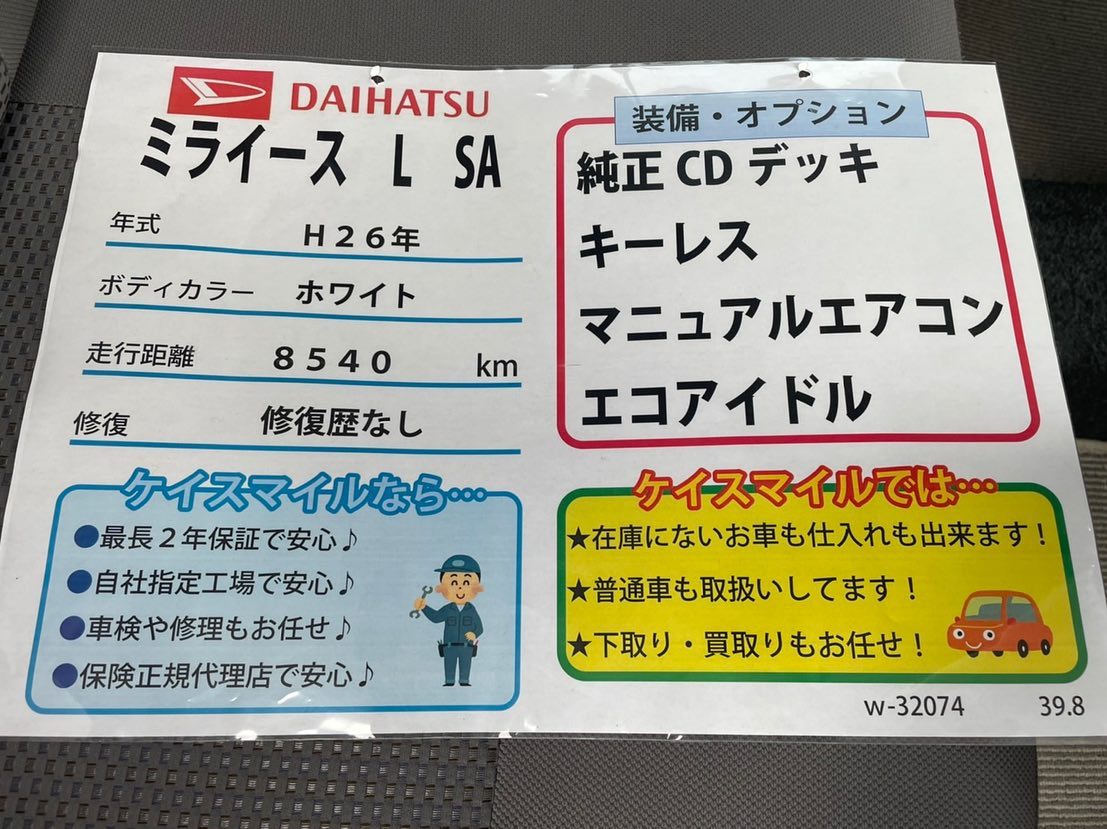 DAIHATSU
ミライース L SA
年式 H26年
ボディカラー ホワイト
走行距離 8540 km
修復 修復歴なし
装備・オプション
純正CDデッキ
キーレス
マニュアルエアコン
エコアイドル
ケイスマイルなら…
●最長2年保証で安心♪
●自社指定工場で安心♪
●車検や修理もお任せ♪
●保険正規代理店で安心♪
ケイスマイルでは…
★在庫にないお車も仕入れも出来ます！
★普通車も取扱いしてます！
★下取り・買取りもお任せ！
w-32074 39.8